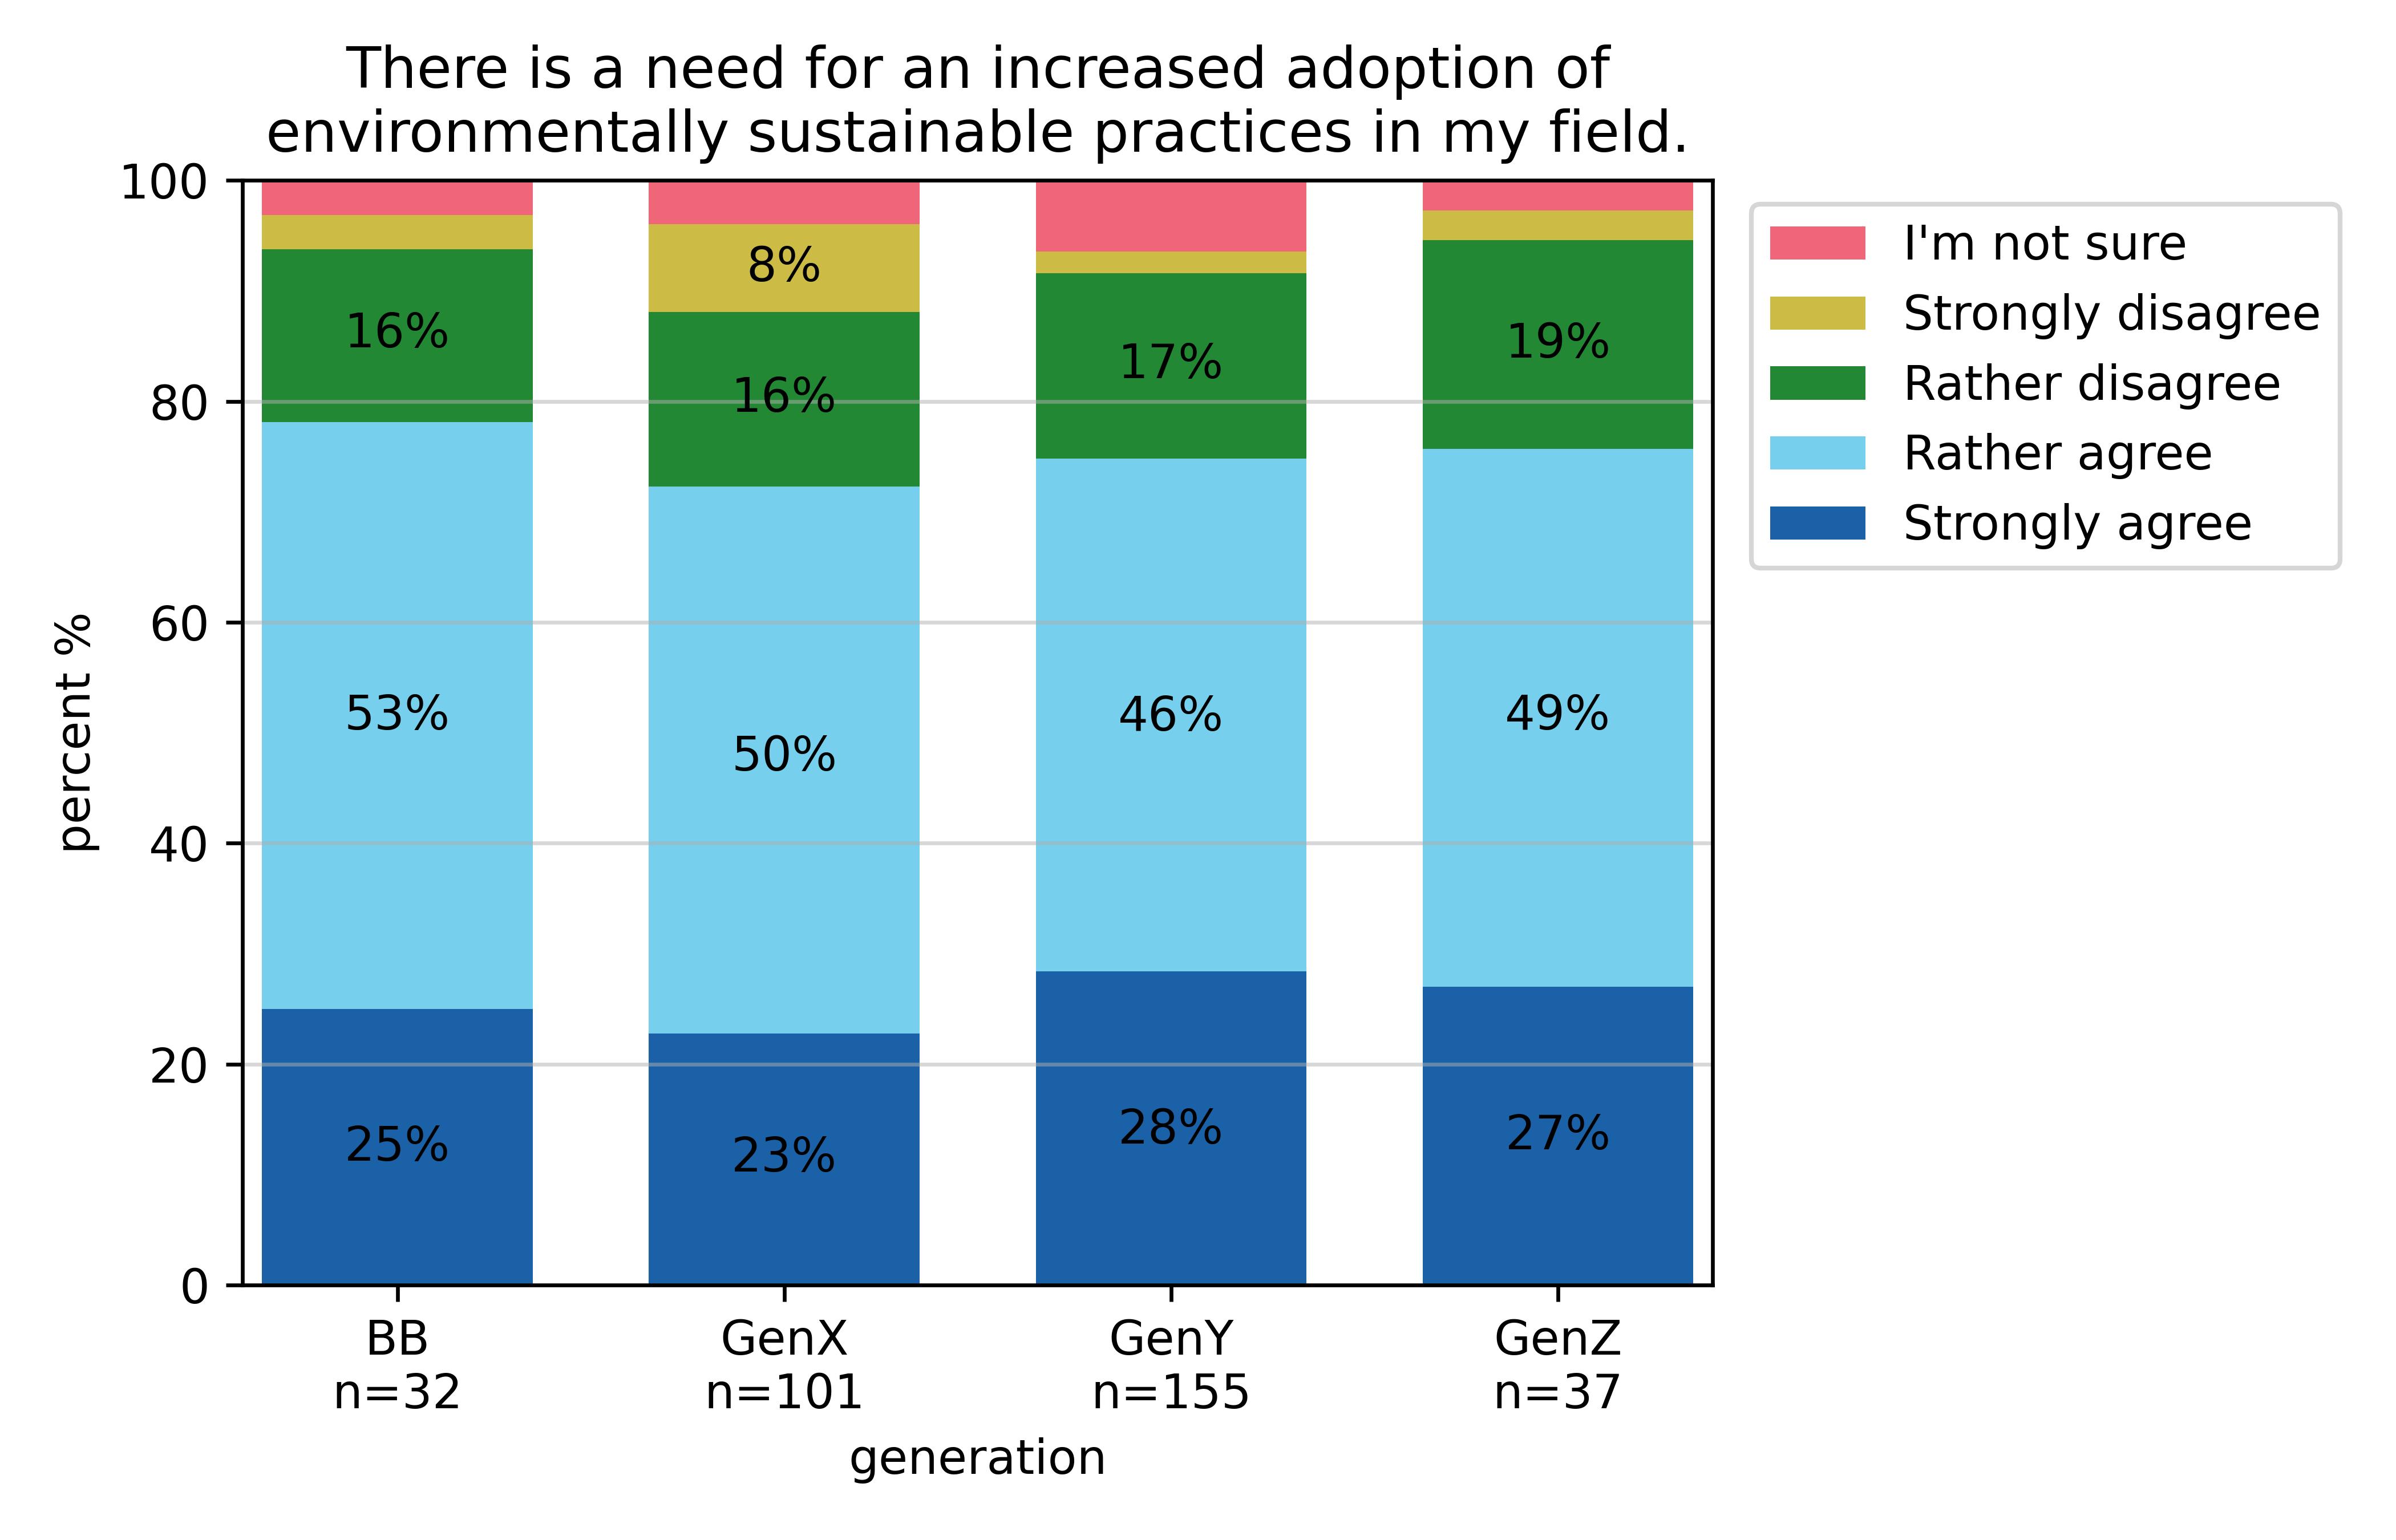 There is a need for an increased adoption of
environmentally sustainable practices in my field.
percent %
100
80
60
40
20
0
16%
53%
25%
8%
16%
50%
23%
17%
46%
28%
19%
49%
27%
BB
n=32
GenX
n=101
GenY
n=155
GenZ
n=37
generation
I'm not sure
Strongly disagree
Rather disagree
Rather agree
Strongly agree